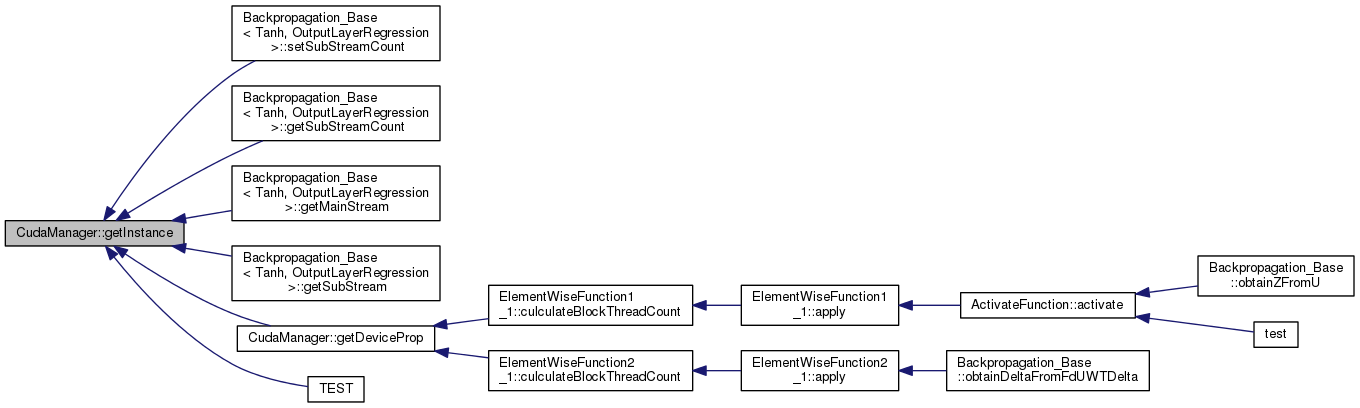 Backpropagation_Base
< Tanh, OutputLayerRegression
>::setSubStreamCount
Backpropagation_Base
< Tanh, OutputLayerRegression
>::getSubStreamCount
Backpropagation_Base
< Tanh, OutputLayerRegression
>::getMainStream
CudaManager::getInstance
Backpropagation_Base
< Tanh, OutputLayerRegression
>::getSubStream
CudaManager::getDeviceProp
TEST
ElementWiseFunction1
_1::culculateBlockThreadCount
ElementWiseFunction1
_1::apply
ActivateFunction::activate
Backpropagation_Base
::obtainZFromU
test
ElementWiseFunction2
_1::culculateBlockThreadCount
ElementWiseFunction2
_1::apply
Backpropagation_Base
::obtainDeltaFromFdUWTDelta